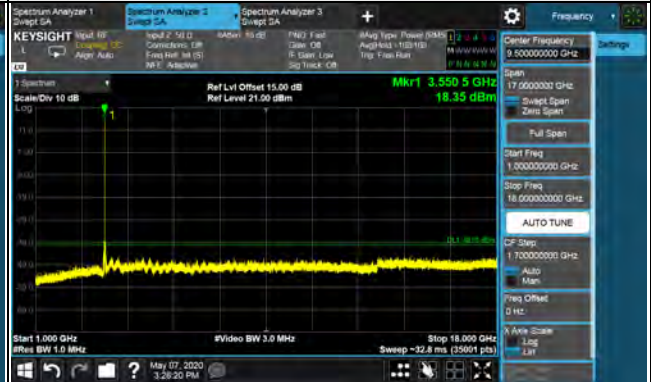 Spectrum Analyzer 1
Swept SA
Spectrum Analyzer 2
Swept SA
Spectrum Analyzer 3
Swept SA
+
Frequency
KEYSIGHT Input: RF
Coupling: DC
Align: Auto
Input Z: 50 Ω
Corrections: Off
Freq Ref: Int (S)
NFE: Adaptive
#Atten: 10 dB
PNO: Fast
Gate: Off
IF Gain: Low
Sig Track: Off
#Avg Type: Power (RMS)
Avg|Hold: >100/100
Trig: Free Run
Center Frequency
9.500000000 GHz
Settings
Span
17.0000000 GHz
Swept Span
Zero Span
Full Span
Start Freq
1.000000000 GHz
Stop Freq
18.000000000 GHz
AUTO TUNE
CF Step
1.700000000 GHz
Auto
Man
Freq Offset
0 Hz
X Axis Scale
Log
Lin
1 Spectrum
Scale/Div 10 dB
Log
Ref Lvl Offset 15.00 dB
Ref Level 21.00 dBm
Mkr1 3.550 5 GHz
18.35 dBm
1
11.0
1.00
Start 1.000 GHz
#Res BW 1.0 MHz
#Video BW 3.0 MHz
Stop 18.000 GHz
Sweep ~32.8 ms (35001 pts)
May 07, 2020
3:26:20 PM